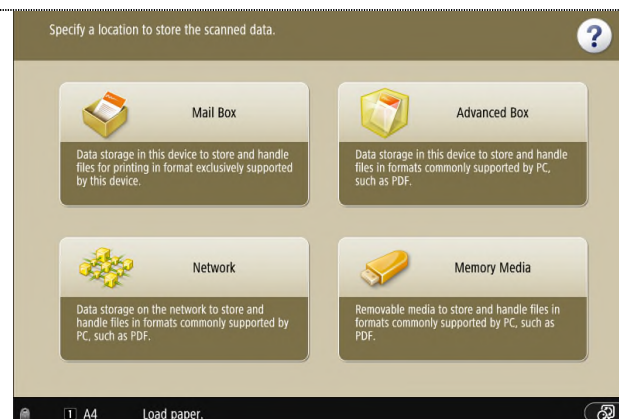 Specify a location to store the scanned data.
?
Mail Box
Data storage in this device to store and handle
files for printing in format exclusively supported
by this device.
Advanced Box
Data storage in this device to store and handle
files in formats commonly supported by PC,
such as PDF.
Network
Data storage on the network to store and
handle files in formats commonly supported by
PC, such as PDF.
Memory Media
Removable media to store and handle files in
formats commonly supported by PC, such as
PDF.
1 A4 Load paper.